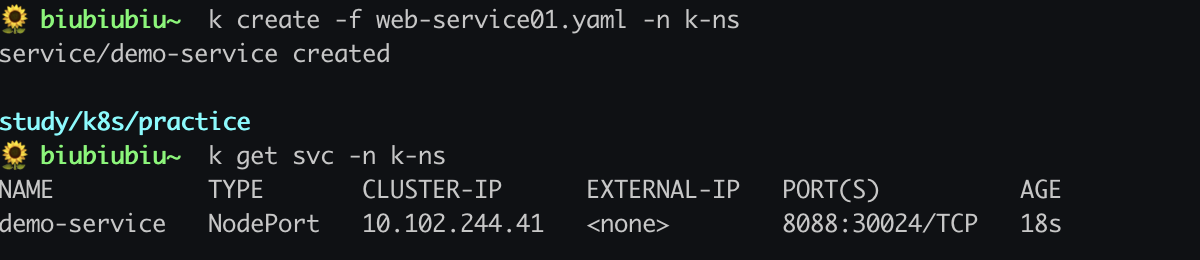 🌻 biubiubiu~ k create -f web-service01.yaml -n k-ns
service/demo-service created
study/k8s/practice
🌻 biubiubiu~ k get svc -n k-ns
NAME TYPE CLUSTER-IP EXTERNAL-IP PORT(S) AGE
demo-service NodePort 10.102.244.41 <none> 8088:30024/TCP 18s